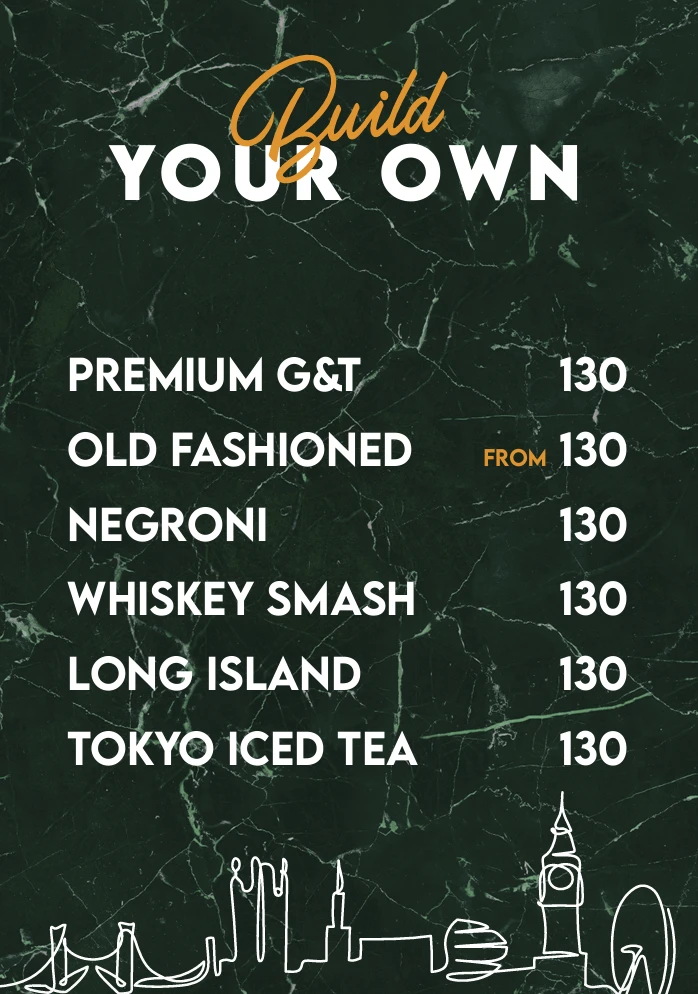 Build
YOUR OWN
PREMIUM G&T 130
OLD FASHIONED FROM 130
NEGRONI 130
WHISKEY SMASH 130
LONG ISLAND 130
TOKYO ICED TEA 130